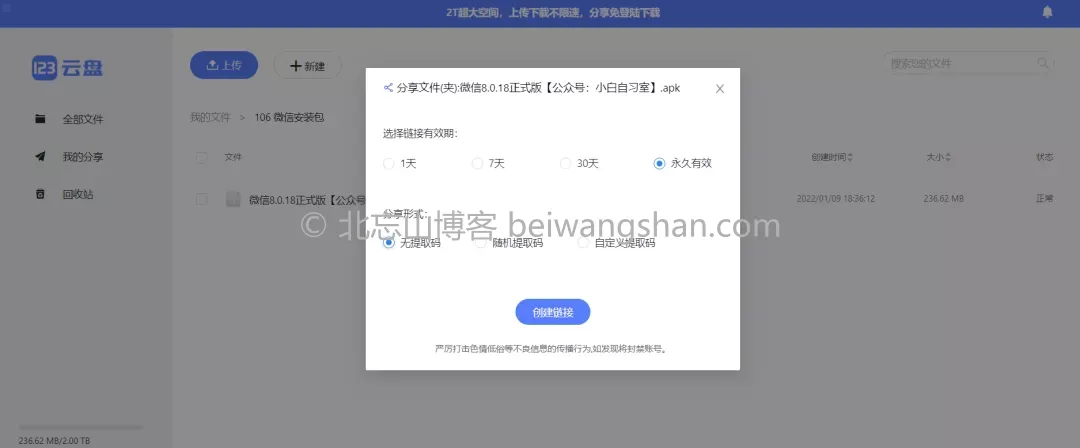 2T超大空间，上传下载不限速，分享免登陆下载
123云盘
上传
新建
搜索您的文件
全部文件
我的分享
回收站
我的文件 > 106 微信安装包
文件
创建时间
大小
状态
微信8.0.18正式版【公众号
2022/01/09 18:36:12
236.62 MB
正常
分享文件(夹):微信8.0.18正式版【公众号：小白自习室】.apk
选择链接有效期：
1天 7天 30天 永久有效
分享形式：
© 北忘山博客 beiwangshan.com
无提取码 随机提取码 自定义提取码
创建链接
严厉打击色情低俗等不良信息的传播行为,如发现将封禁账号。
236.62 MB/2.00 TB